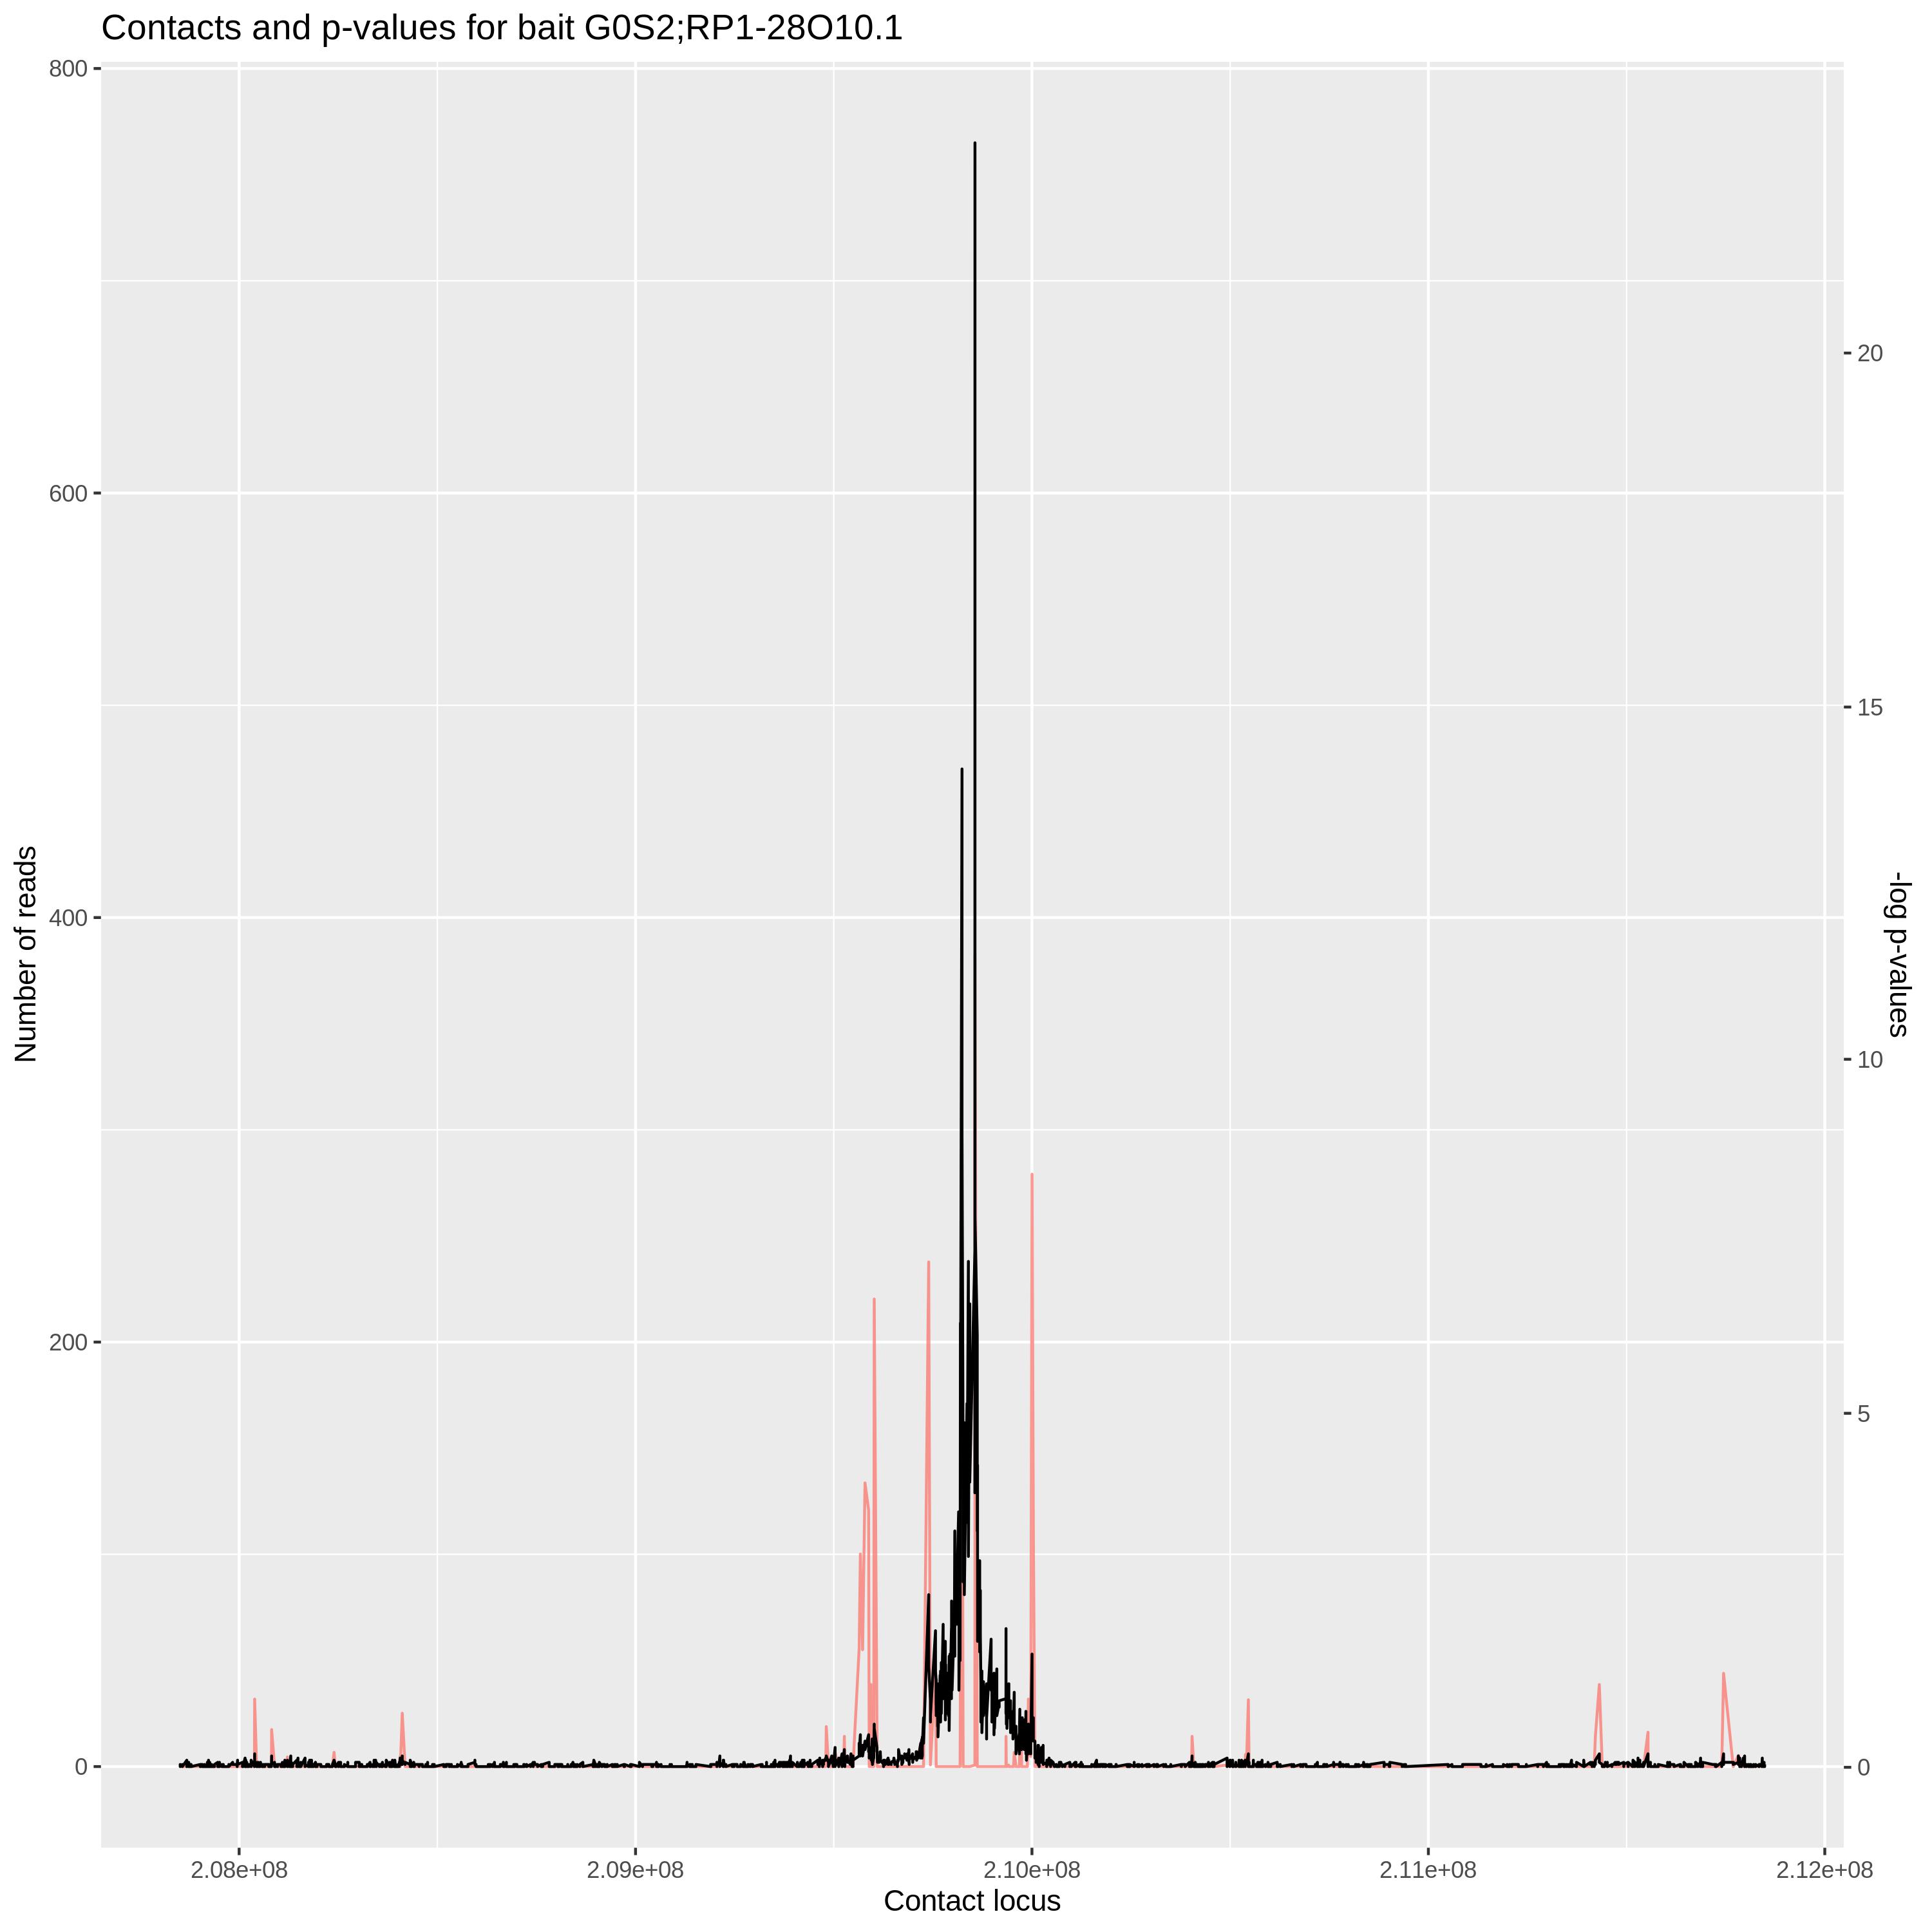 Contacts and p-values for bait G0S2;RP1-28O10.1
800
600
400
200
0
Number of reads
20
15
10
5
0
-log p-values
2.08e+08
2.09e+08
2.10e+08
2.11e+08
2.12e+08
Contact locus